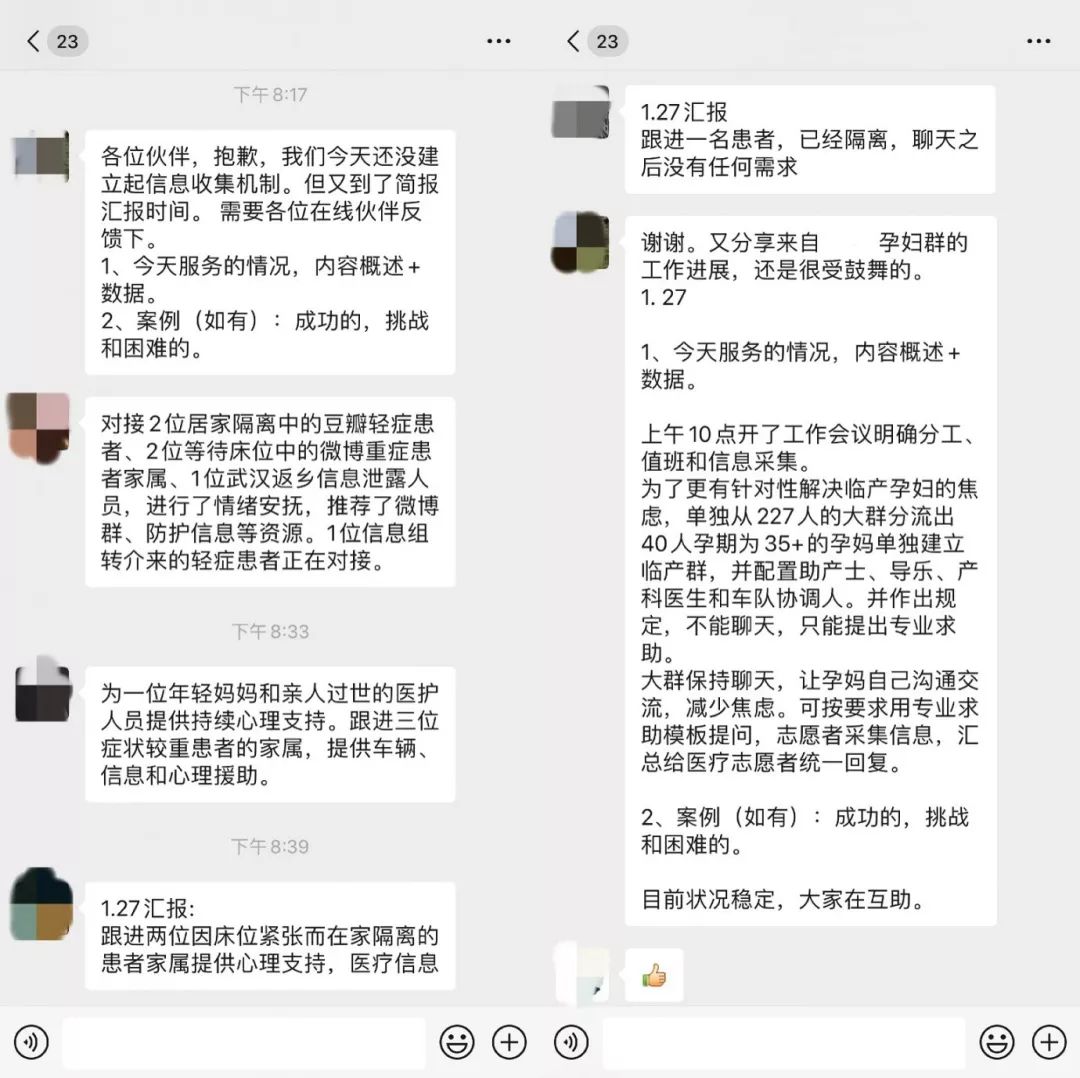 23
下午8:17
各位伙伴，抱歉，我们今天还没建
立起信息收集机制。但又到了简报
汇报时间。 需要各位在线伙伴反
馈下。
1、今天服务的情况，内容概述+
数据。
2、案例（如有）：成功的，挑战
和困难的。
对接2位居家隔离中的豆瓣轻症患
者、2位等待床位中的微博重症患
者家属、1位武汉返乡信息泄露人
员，进行了情绪安抚，推荐了微博
群、防护信息等资源。1位信息组
转介来的轻症患者正在对接。
下午8:33
为一位年轻妈妈和亲人过世的医护
人员提供持续心理支持。跟进三位
症状较重患者的家属，提供车辆、
信息和心理援助。
下午8:39
1.27汇报:
跟进两位因床位紧张而在家隔离的
患者家属提供心理支持，医疗信息
23
1.27汇报
跟进一名患者，已经隔离，聊天之
后没有任何需求
谢谢。又分享来自 孕妇群的
工作进展，还是很受鼓舞的。
1. 27
1、今天服务的情况，内容概述+
数据。
上午10点开了工作会议明确分工、
值班和信息采集。
为了更有针对性解决临产孕妇的焦
虑，单独从227人的大群分流出
40人孕期为35+的孕妈单独建立
临产群，并配置助产士、导乐、产
科医生和车队协调人。并作出规
定，不能聊天，只能提出专业求
助。
大群保持聊天，让孕妈自己沟通交
流，减少焦虑。可按要求用专业求
助模板提问，志愿者采集信息，汇
总给医疗志愿者统一回复。
2、案例（如有）：成功的，挑战
和困难的。
目前状况稳定，大家在互助。